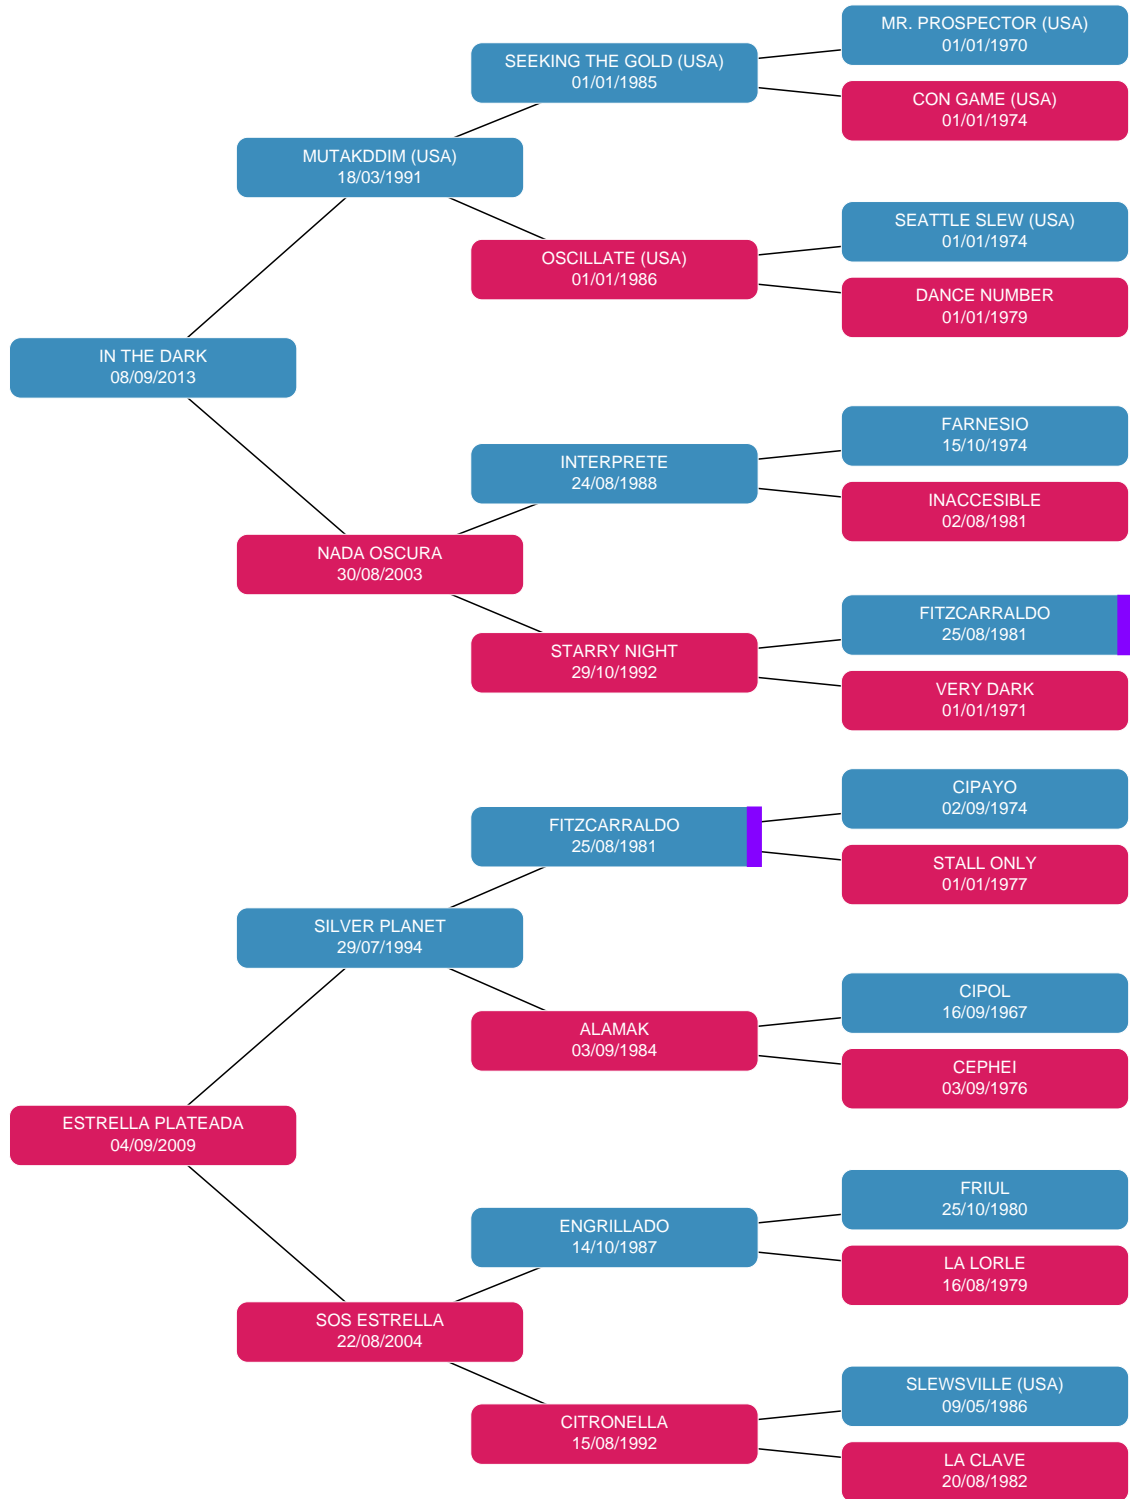 MR. PROSPECTOR (USA)
01/01/1970
SEEKING THE GOLD (USA)
01/01/1985
CON GAME (USA)
01/01/1974
MUTAKDDIM (USA)
18/03/1991
SEATTLE SLEW (USA)
01/01/1974
OSCILLATE (USA)
01/01/1986
DANCE NUMBER
01/01/1979
IN THE DARK
08/09/2013
FARNESIO
15/10/1974
INTERPRETE
24/08/1988
INACCESIBLE
02/08/1981
NADA OSCURA
30/08/2003
FITZCARRALDO
25/08/1981
STARRY NIGHT
29/10/1992
VERY DARK
01/01/1971
CIPAYO
02/09/1974
FITZCARRALDO
25/08/1981
STALL ONLY
01/01/1977
SILVER PLANET
29/07/1994
CIPOL
16/09/1967
ALAMAK
03/09/1984
CEPHEI
03/09/1976
ESTRELLA PLATEADA
04/09/2009
FRIUL
25/10/1980
ENGRILLADO
14/10/1987
LA LORLE
16/08/1979
SOS ESTRELLA
22/08/2004
SLEWSVILLE (USA)
09/05/1986
CITRONELLA
15/08/1992
LA CLAVE
20/08/1982